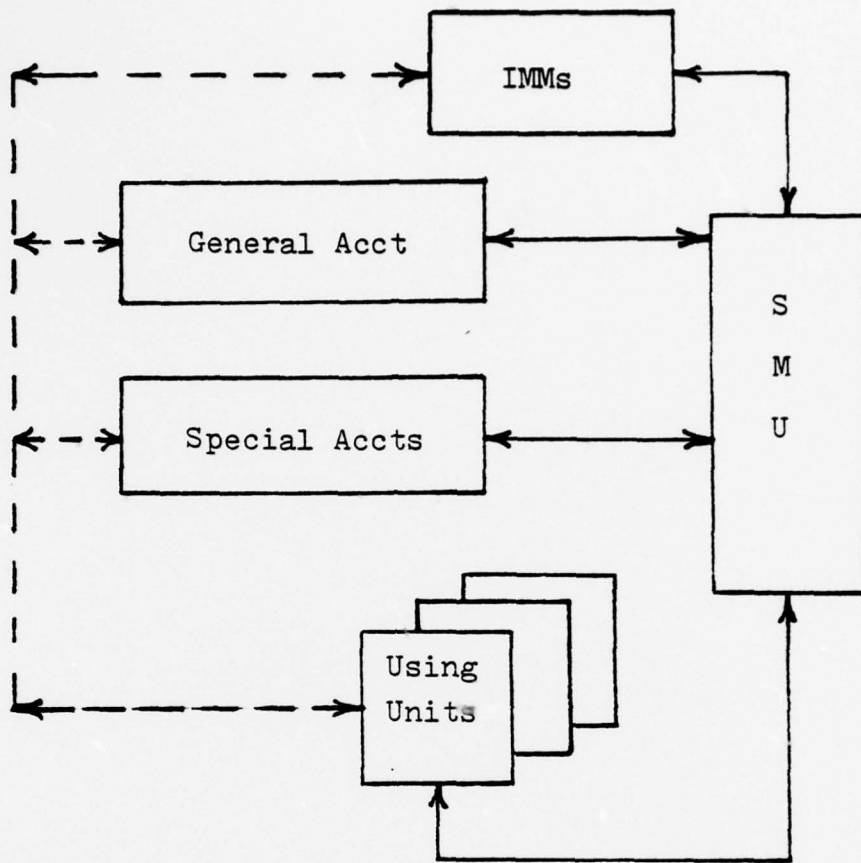 IMMs
General Acct
S
M
U
Special Accts
Using
Units